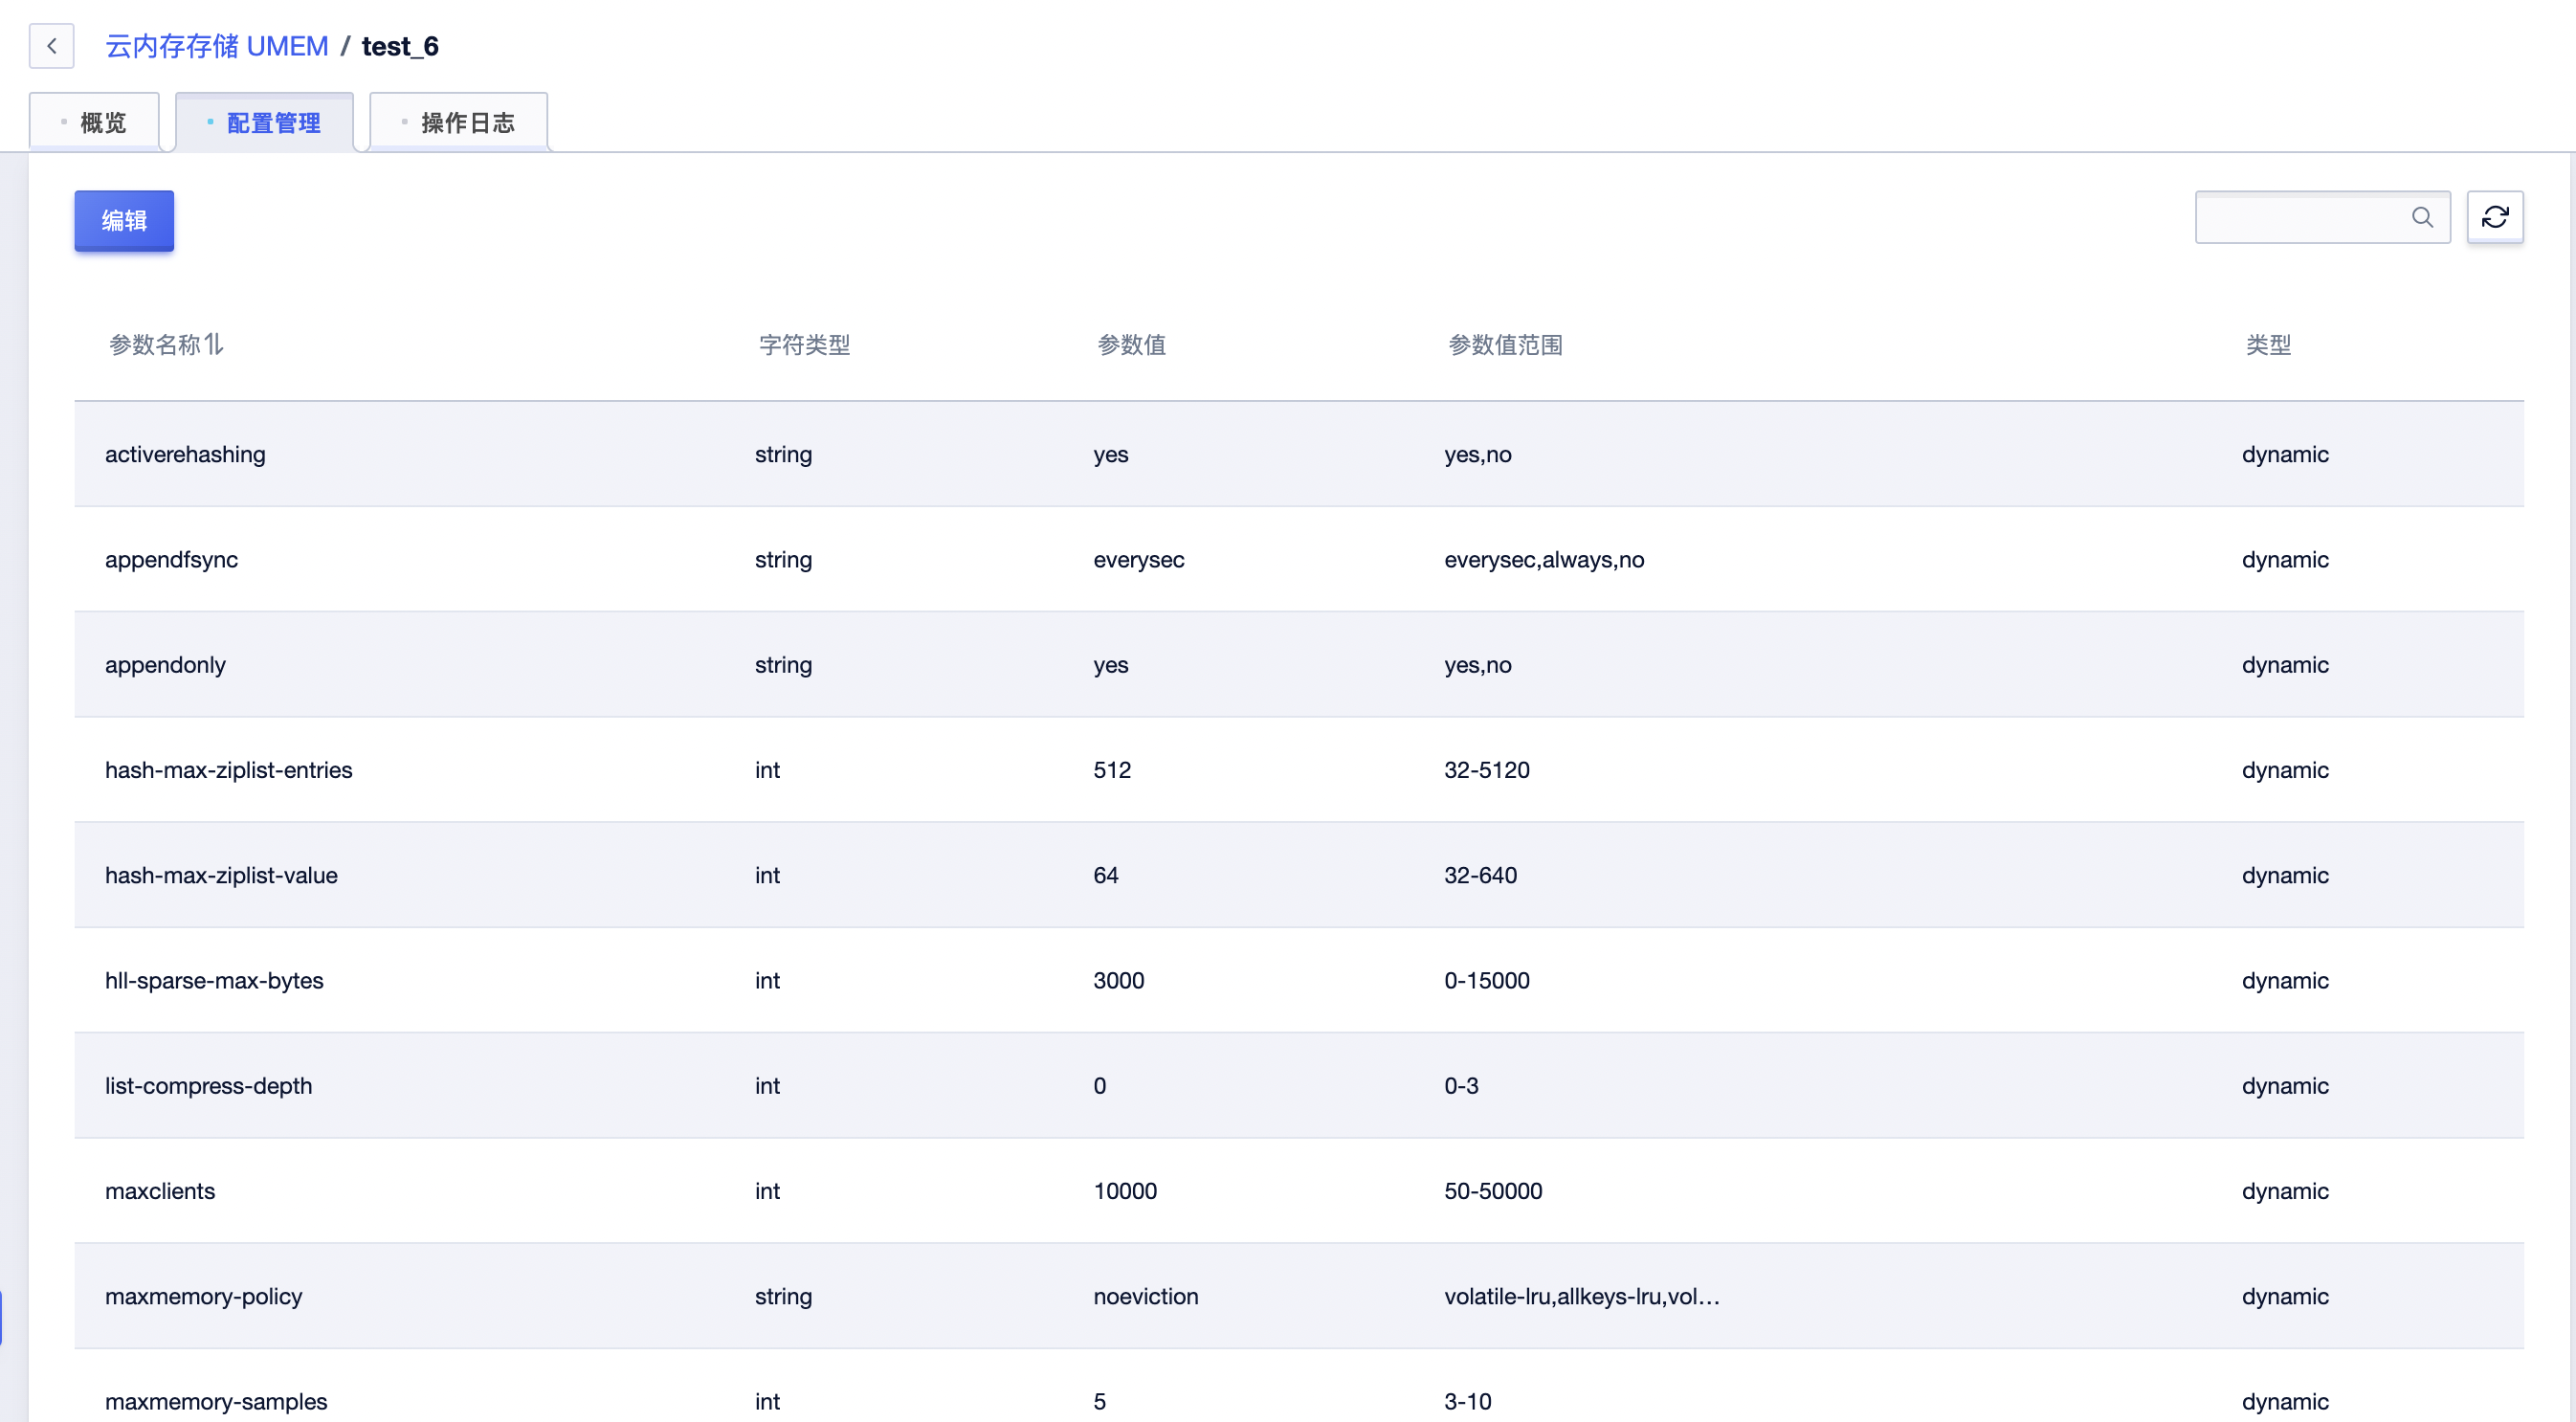 云内存存储 UMEM / test_6
概览 配置管理 操作日志
编辑
参数名称 字符类型 参数值 参数值范围 类型
activerehashing string yes yes,no dynamic
appendfsync string everysec everysec,always,no dynamic
appendonly string yes yes,no dynamic
hash-max-ziplist-entries int 512 32-5120 dynamic
hash-max-ziplist-value int 64 32-640 dynamic
hll-sparse-max-bytes int 3000 0-15000 dynamic
list-compress-depth int 0 0-3 dynamic
maxclients int 10000 50-50000 dynamic
maxmemory-policy string noeviction volatile-lru,allkeys-lru,vol... dynamic
maxmemory-samples int 5 3-10 dynamic